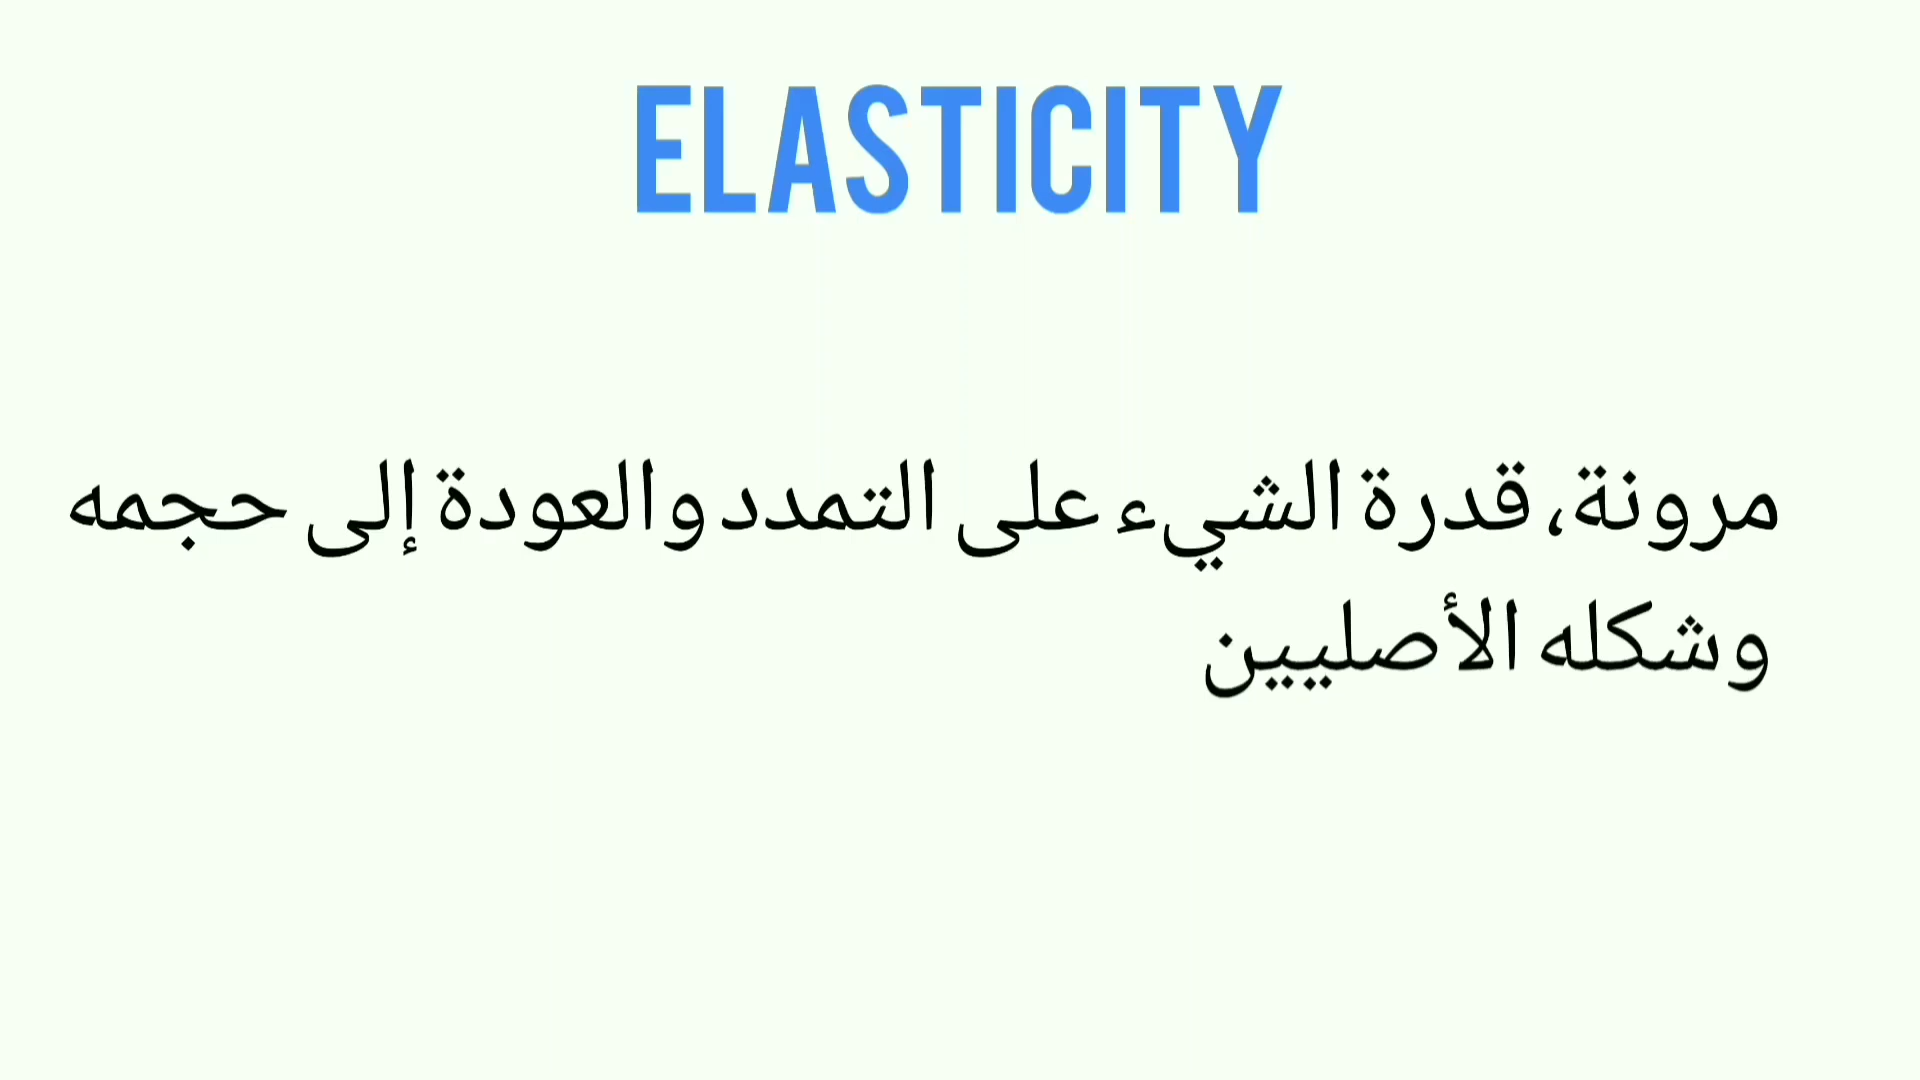 ELASTICITY
مرونة، قدرة الشيء على التمدد والعودة إلى حجمه
وشكله الأصليين